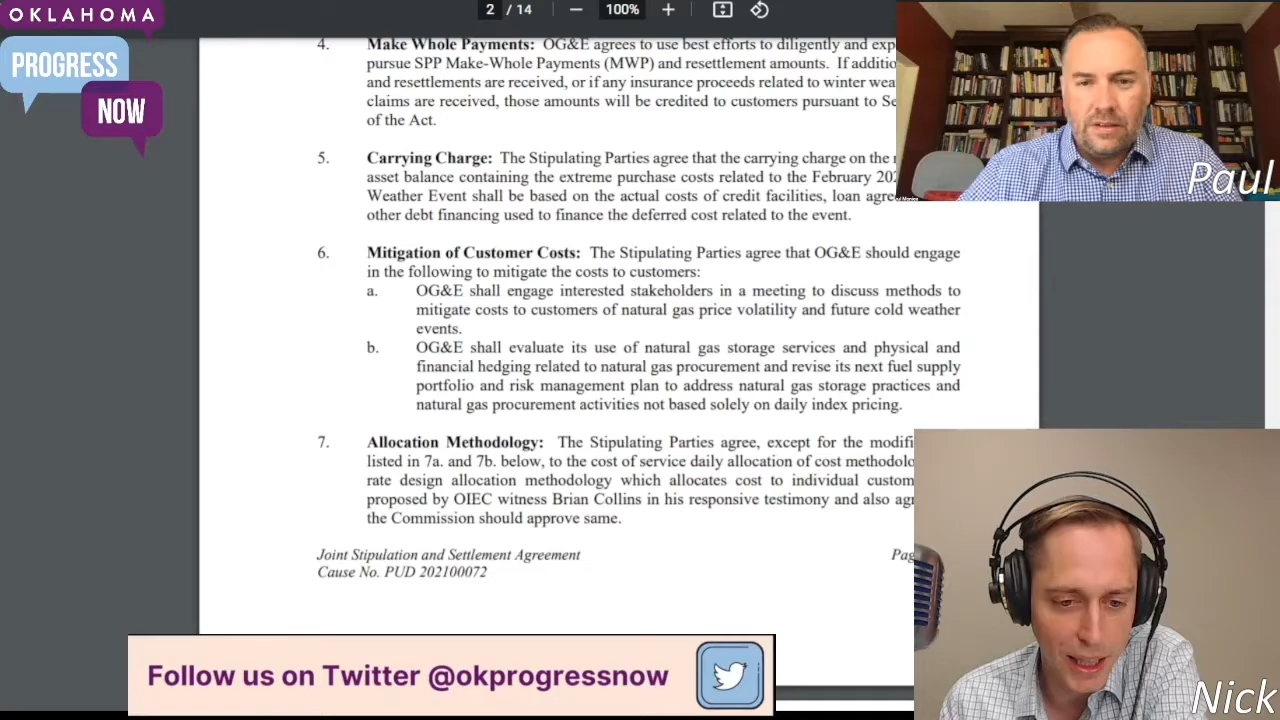 OKLAHOMA
PROGRESS
NOW
2 / 14
100%
4. Make Whole Payments: OG&E agrees to use best efforts to diligently and
pursue SPP Make-Whole Payments (MWP) and resettlement amounts. If
and resettlements are received, or if any insurance proceeds related to winter
claims are received, those amounts will be credited to customers pursuant to
of the Act.
5. Carrying Charge: The Stipulating Parties agree that the carrying charge on the
asset balance containing the extreme purchase costs related to the February
Weather Event shall be based on the actual costs of credit facilities, loan
other debt financing used to finance the deferred cost related to the event.
6. Mitigation of Customer Costs: The Stipulating Parties agree that OG&E should engage
in the following to mitigate the costs to customers:
a. OG&E shall engage interested stakeholders in a meeting to discuss methods to
mitigate costs to customers of natural gas price volatility and future cold weather
events.
b. OG&E shall evaluate its use of natural gas storage services and physical and
financial hedging related to natural gas procurement and revise its next fuel supply
portfolio and risk management plan to address natural gas storage practices and
natural gas procurement activities not based solely on daily index pricing.
7. Allocation Methodology: The Stipulating Parties agree, except for the
listed in 7a. and 7b. below, to the cost of service daily allocation of cost
rate design allocation methodology which allocates cost to individual
proposed by OIEC witness Brian Collins in his responsive testimony and also
the Commission should approve same.
Joint Stipulation and Settlement Agreement
Cause No. PUD 202100072
Paul
Nick
Follow us on Twitter @okprogressnow